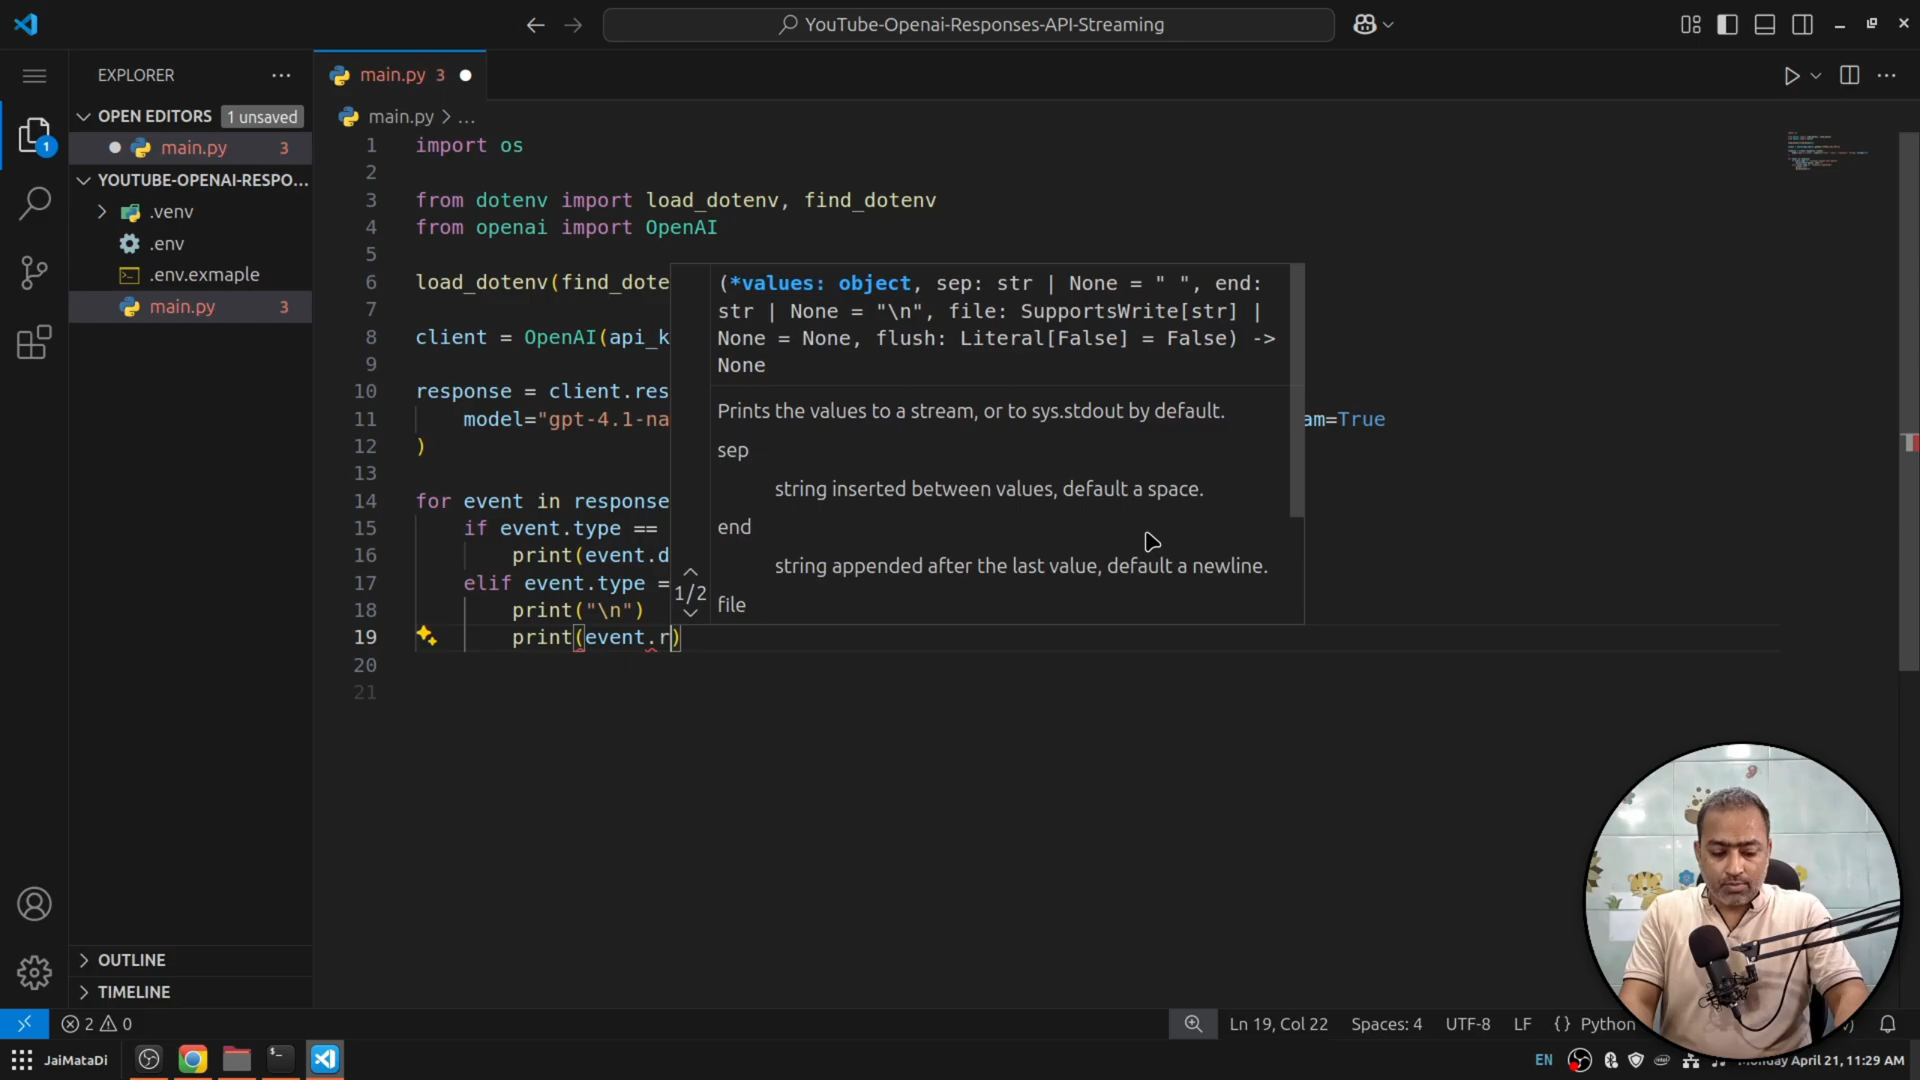 YouTube-Openai-Responses-API-Streaming
EXPLORER
OPEN EDITORS
1 unsaved
main.py
3
YOUTUBE-OPENAI-RESPO...
.venv
.env
.env.exmaple
main.py
3
OUTLINE
TIMELINE
main.py 3
main.py > ...
1 import os
2
3 from dotenv import load_dotenv, find_dotenv
4 from openai import OpenAI
5
6 load_dotenv(find_dote
7
8 client = OpenAI(api_k
9
10 response = client.res
11 model="gpt-4.1-na am=True
12 )
13
14 for event in response
15 if event.type ==
16 print(event.d
17 elif event.type =
18 print("\n")
19 print(event.r)
20
21
(*values: object, sep: str | None = " ", end:
str | None = "\n", file: SupportsWrite[str] |
None = None, flush: Literal[False] = False) ->
None
Prints the values to a stream, or to sys.stdout by default.
sep
string inserted between values, default a space.
end
string appended after the last value, default a newline.
file
1/2
1
2 0
Ln 19, Col 22
Spaces: 4
UTF-8
LF
{} Python
JaiMataDi
EN
Monday April 21, 11:29 AM